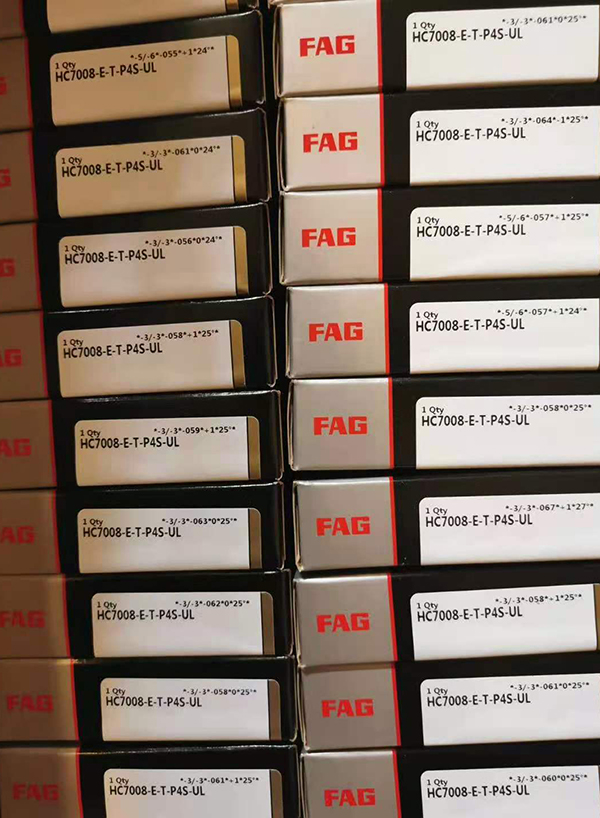 1 Qty *-5/-6*-055*+1*24°*
HC7008-E-T-P4S-UL
1 Qty *-3/-3*-061*0*24°*
HC7008-E-T-P4S-UL
1 Qty *-3/-3*-056*0*24°*
HC7008-E-T-P4S-UL
1 Qty *-3/-3*-058*+1*25°*
HC7008-E-T-P4S-UL
1 Qty *-3/-3*-059*+1*25°*
HC7008-E-T-P4S-UL
1 Qty *-3/-3*-063*0*25°*
HC7008-E-T-P4S-UL
FAG
1 Qty *-3/-3*-062*0*25°*
HC7008-E-T-P4S-UL
FAG
1 Qty *-3/-3*-058*0*25°*
HC7008-E-T-P4S-UL
FAG
1 Qty *-3/-3*-061*+1*25°*
HC7008-E-T-P4S-UL
FAG
1 Qty *-3/-3*-061*0*25°*
HC7008-E-T-P4S-UL
FAG
1 Qty *-3/-3*-064*-1*25°*
HC7008-E-T-P4S-UL
FAG
1 Qty *-5/-6*-057*+1*25°*
HC7008-E-T-P4S-UL
FAG
1 Qty *-5/-6*-057*+1*24°*
HC7008-E-T-P4S-UL
FAG
1 Qty *-3/-3*-058*0*25°*
HC7008-E-T-P4S-UL
FAG
1 Qty *-3/-3*-067*+1*27°*
HC7008-E-T-P4S-UL
FAG
1 Qty *-3/-3*-058*+1*25°*
HC7008-E-T-P4S-UL
FAG
1 Qty *-3/-3*-061*0*25°*
HC7008-E-T-P4S-UL
FAG
1 Qty *-3/-3*-060*0*25°*
HC7008-E-T-P4S-UL